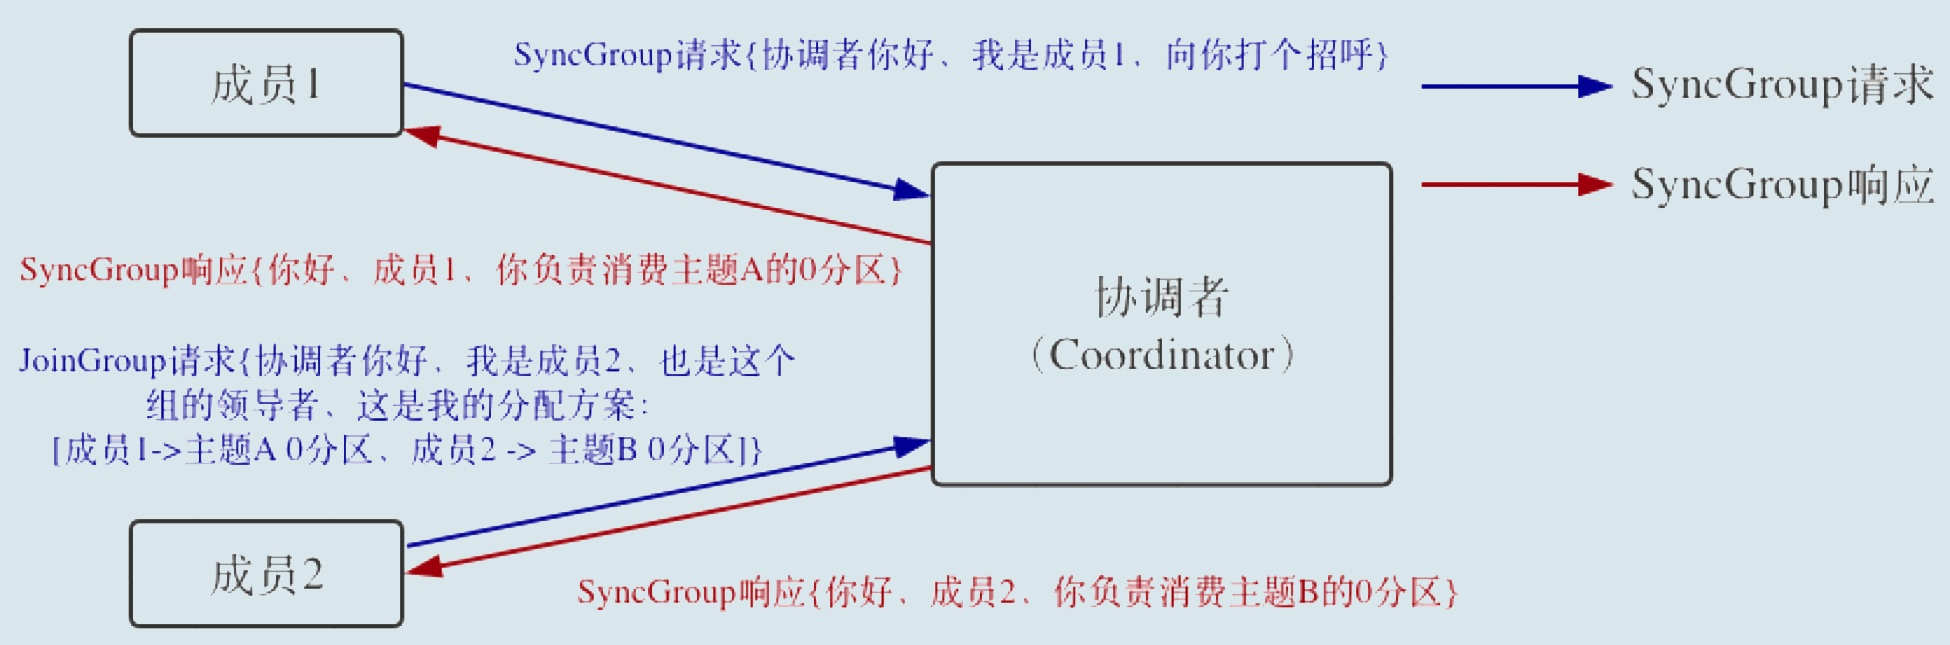 成员1
SyncGroup请求{协调者你好、我是成员1、向你打个招呼}
SyncGroup请求
SyncGroup响应
SyncGroup响应{你好、成员1、你负责消费主题A的0分区}
协调者
（Coordinator）
JoinGroup请求{协调者你好、我是成员2、也是这个
组的领导者、这是我的分配方案：
[成员1->主题A 0分区、成员2 -> 主题B 0分区]}
成员2
SyncGroup响应{你好、成员2、你负责消费主题B的0分区}